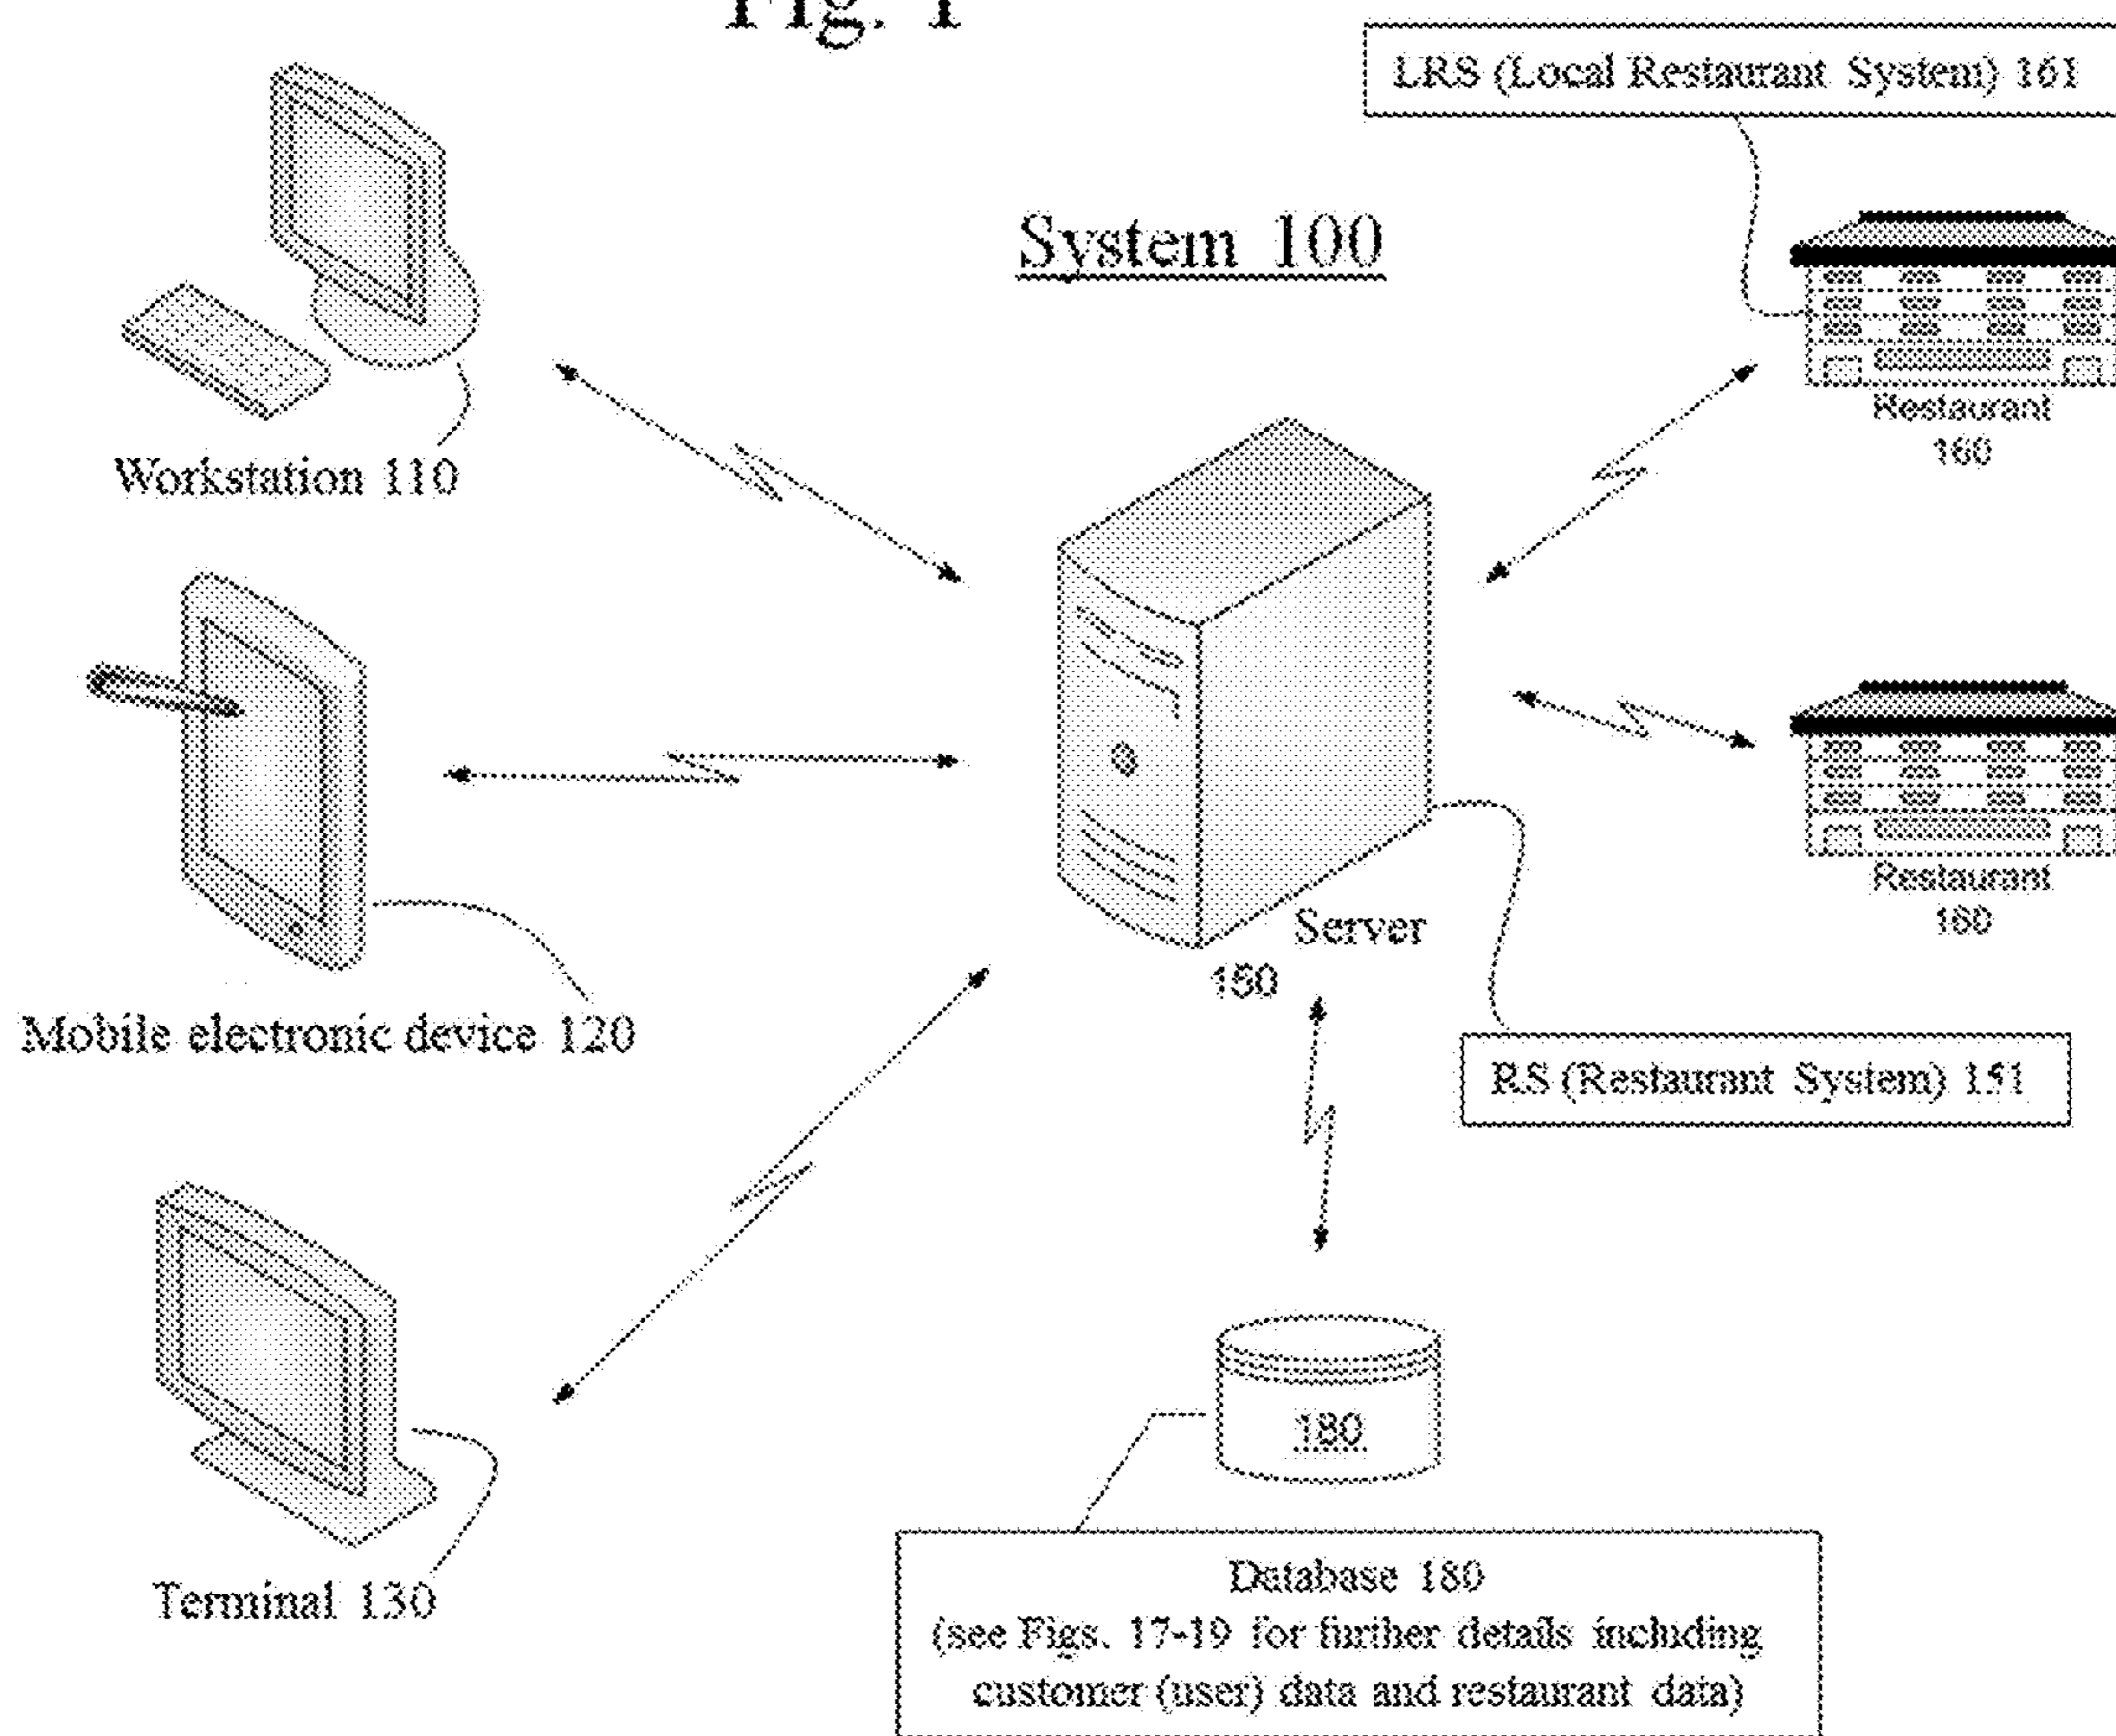 Fig. 1
LRS (Local Restaurant System) 161
System 100
Workstation 110
Restaurant
160
Mobile electronic device 120
Server
150
Restaurant
160
RS (Restaurant System) 151
Terminal 130
180
Database 180
(see Figs. 17-19 for further details including
customer (user) data and restaurant data)